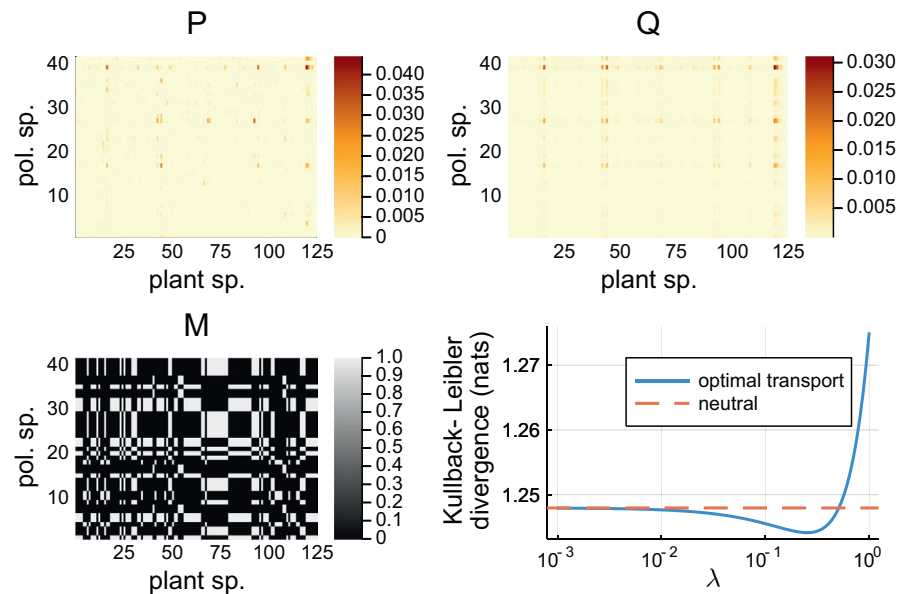 P
pol. sp.
40
30
20
10
25 50 75 100 125
plant sp.
0.040
0.035
0.030
0.025
0.020
0.015
0.010
0.005
0
Q
pol. sp.
40
30
20
10
25 50 75 100 125
plant sp.
0.030
0.025
0.020
0.015
0.010
0.005
M
pol. sp.
40
30
20
10
25 50 75 100 125
plant sp.
1.0
0.9
0.8
0.7
0.6
0.5
0.4
0.3
0.2
0.1
0
Kullback- Leibler
divergence (nats)
1.27
1.26
1.25
optimal transport
neutral
10⁻³ 10⁻² 10⁻¹ 10⁰
λ